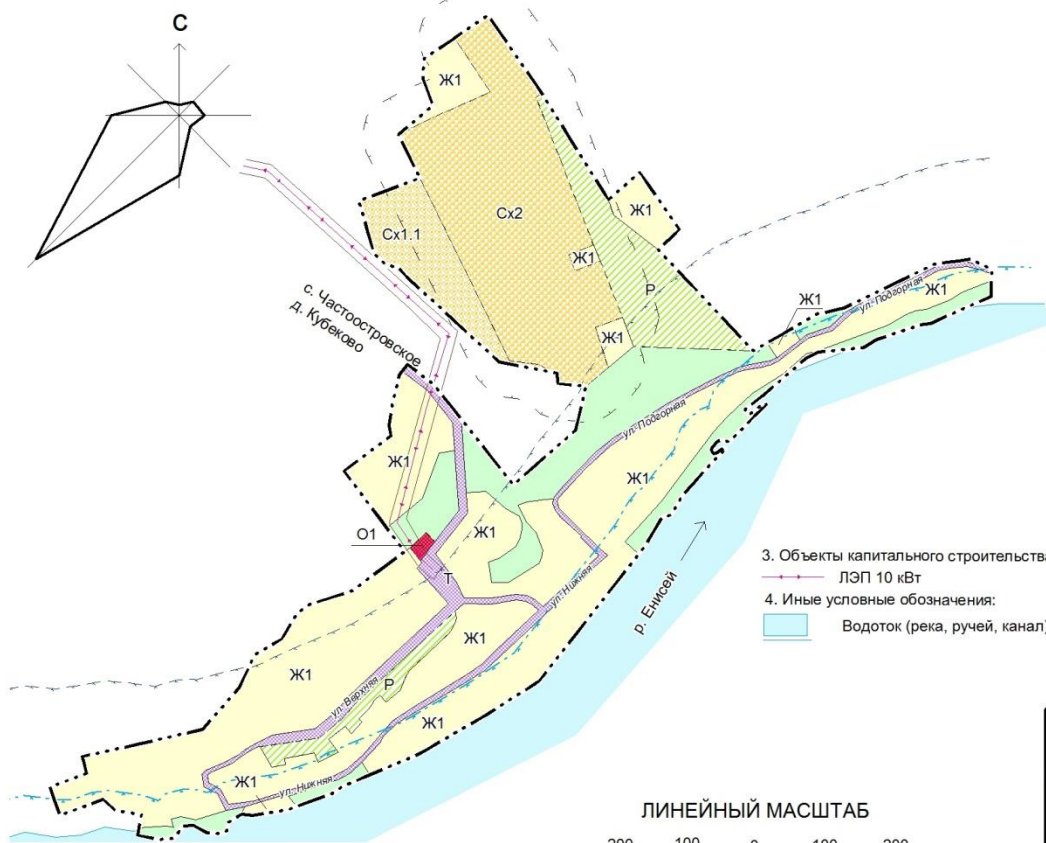 С
Ж1
Ж1
Сх2
Сх1.1
Ж1
Р
Ж1
с. Частоостровское
д. Кубеково
Ж1
ул. Подгорная
Ж1
ул. Подгорная
Ж1
Ж1
О1
Ж1
Т
ул. Нижняя
р. Енисей
3. Объекты капитального строительства
ЛЭП 10 кВт
4. Иные условные обозначения:
Водоток (река, ручей, канал)
Ж1
Ж1
Р
ул. Верхняя
Ж1
Ж1
ул. Нижняя
ЛИНЕЙНЫЙ МАСШТАБ
200 100 0 100 200